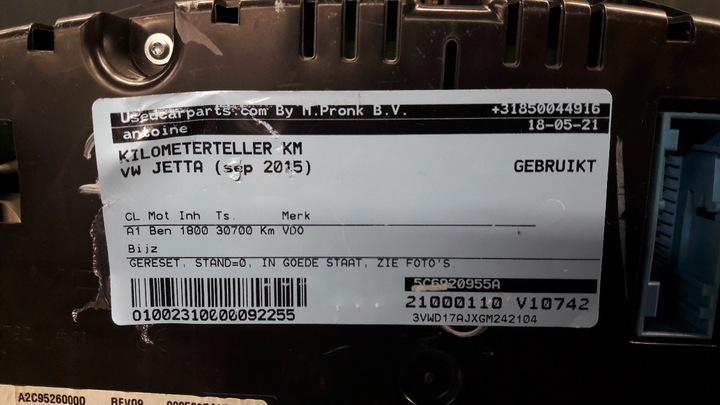 Usedcarparts.com By M.Pronk B.V. +31850044916
antoine 18-05-21
KILOMETERTELLER KM
VW JETTA (sep 2015) GEBRUIKT
CL Mot Inh Ts. Merk
A1 Ben 1800 30700 Km VDO
Bijz
GERESET, STAND=0, IN GOEDE STAAT, ZIE FOTO'S
5C6920955A
21000110 V10742
01002310000092255
3VWD17AJXGM242104
A2C95260000 REV09